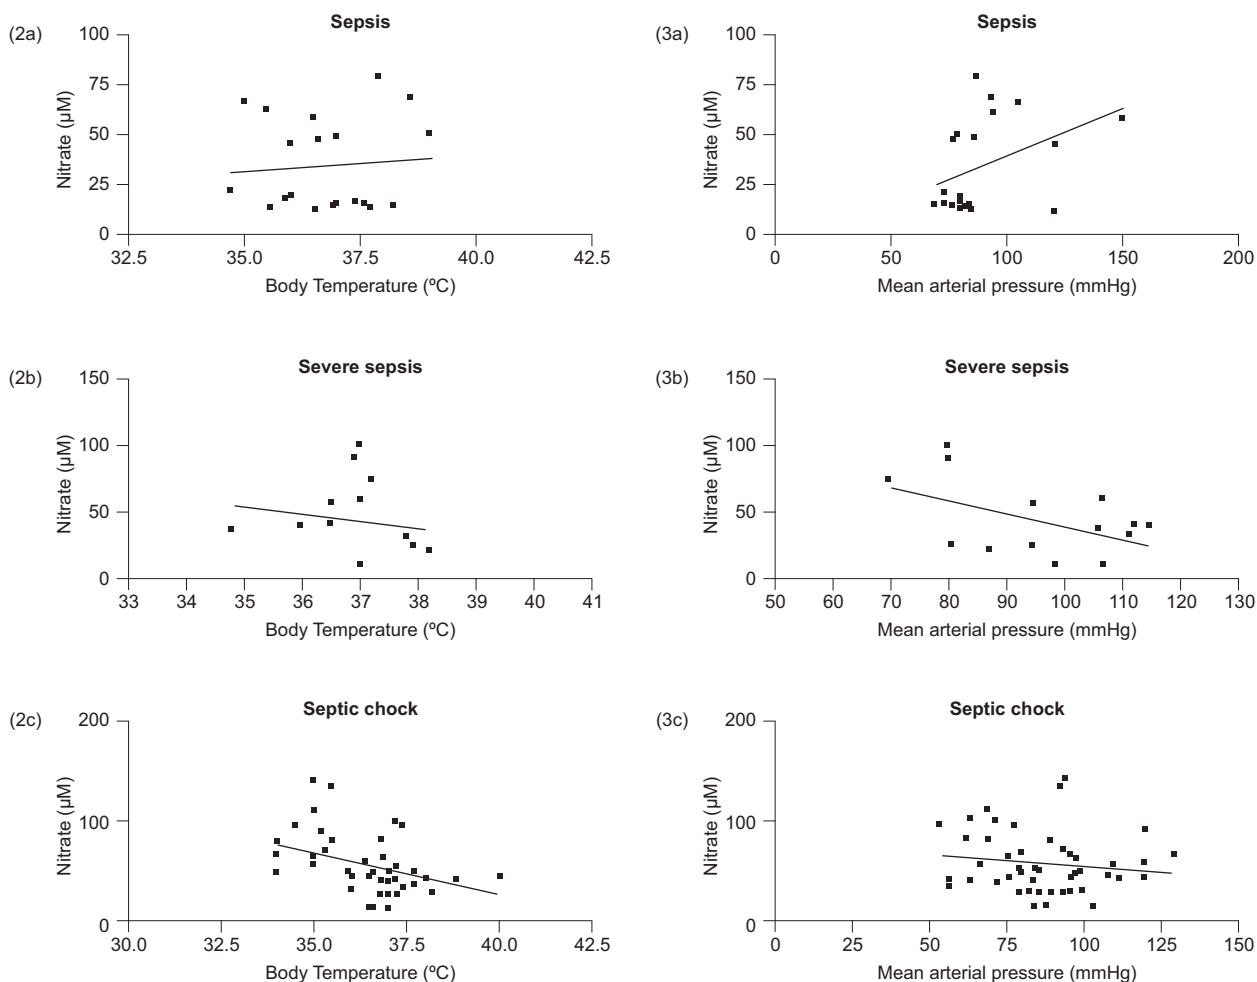 (2a)
Sepsis
Nitrate (µM)
100
75
50
25
0
32.5 35.0 37.5 40.0 42.5
Body Temperature (ºC)
(3a)
Sepsis
Nitrate (µM)
100
75
50
25
0
0 50 100 150 200
Mean arterial pressure (mmHg)
(2b)
Severe sepsis
Nitrate (µM)
150
100
50
0
33 34 35 36 37 38 39 40 41
Body Temperature (ºC)
(3b)
Severe sepsis
Nitrate (µM)
150
100
50
0
50 60 70 80 90 100 110 120 130
Mean arterial pressure (mmHg)
(2c)
Septic chock
Nitrate (µM)
200
100
0
30.0 32.5 35.0 37.5 40.0 42.5
Body Temperature (ºC)
(3c)
Septic chock
Nitrate (µM)
200
100
0
0 25 50 75 100 125 150
Mean arterial pressure (mmHg)